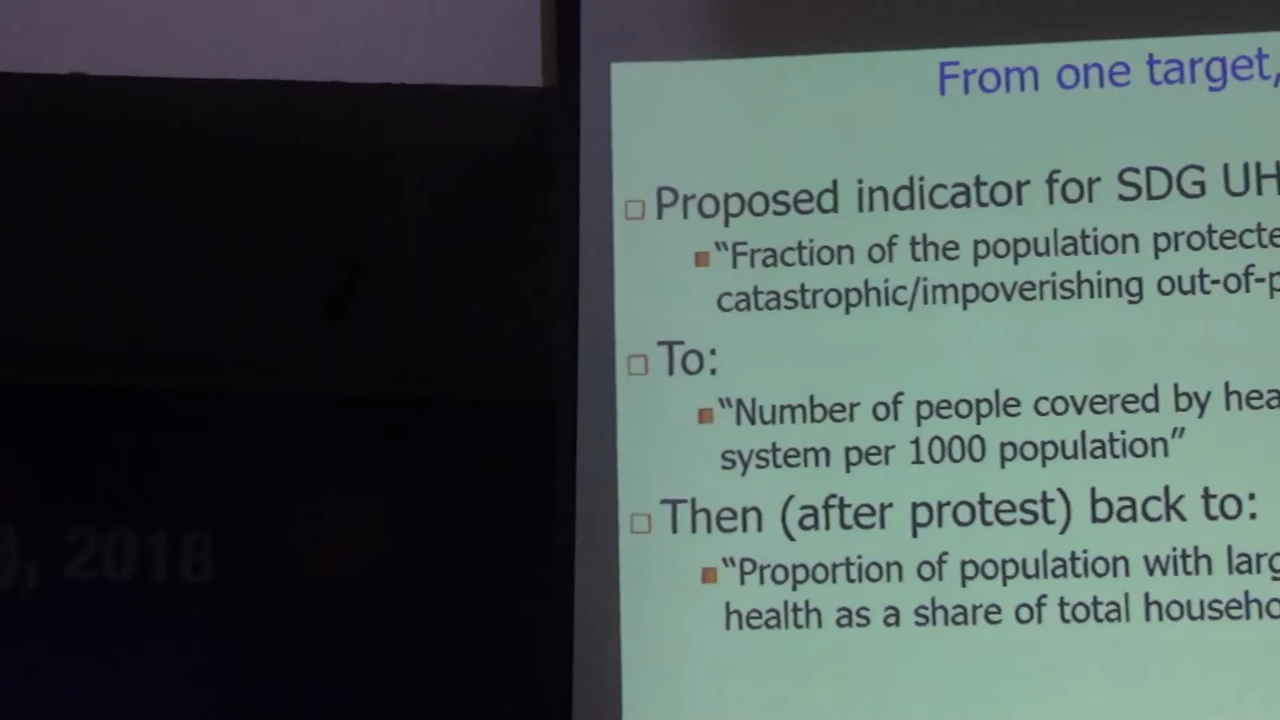 From one target,
Proposed indicator for SDG UH
“Fraction of the population protecte
catastrophic/impoverishing out-of-p
To:
“Number of people covered by hea
system per 1000 population”
Then (after protest) back to:
“Proportion of population with larg
health as a share of total househo
), 2018